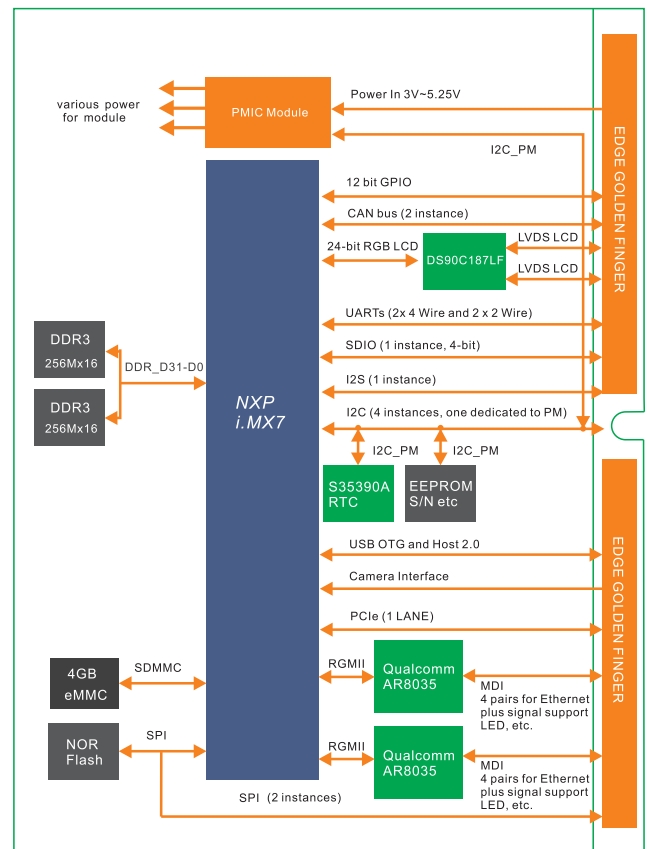 Power In 3V~5.25V
various power
for module
PMIC Module
I2C_PM
EDGE GOLDEN FINGER
12 bit GPIO
CAN bus (2 instance)
24-bit RGB LCD
DS90C187LF
LVDS LCD
LVDS LCD
UARTs (2x 4 Wire and 2 x 2 Wire)
SDIO (1 instance, 4-bit)
I2S (1 instance)
I2C (4 instances, one dedicated to PM)
DDR3
256Mx16
DDR_D31-D0
DDR3
256Mx16
NXP
i.MX7
I2C_PM
I2C_PM
S35390A
RTC
EEPROM
S/N etc
USB OTG and Host 2.0
Camera Interface
PCIe (1 LANE)
EDGE GOLDEN FINGER
RGMII
Qualcomm
AR8035
MDI
4 pairs for Ethernet
plus signal support
LED, etc.
4GB
eMMC
SDMMC
NOR
Flash
SPI
RGMII
Qualcomm
AR8035
MDI
4 pairs for Ethernet
plus signal support
LED, etc.
SPI (2 instances)